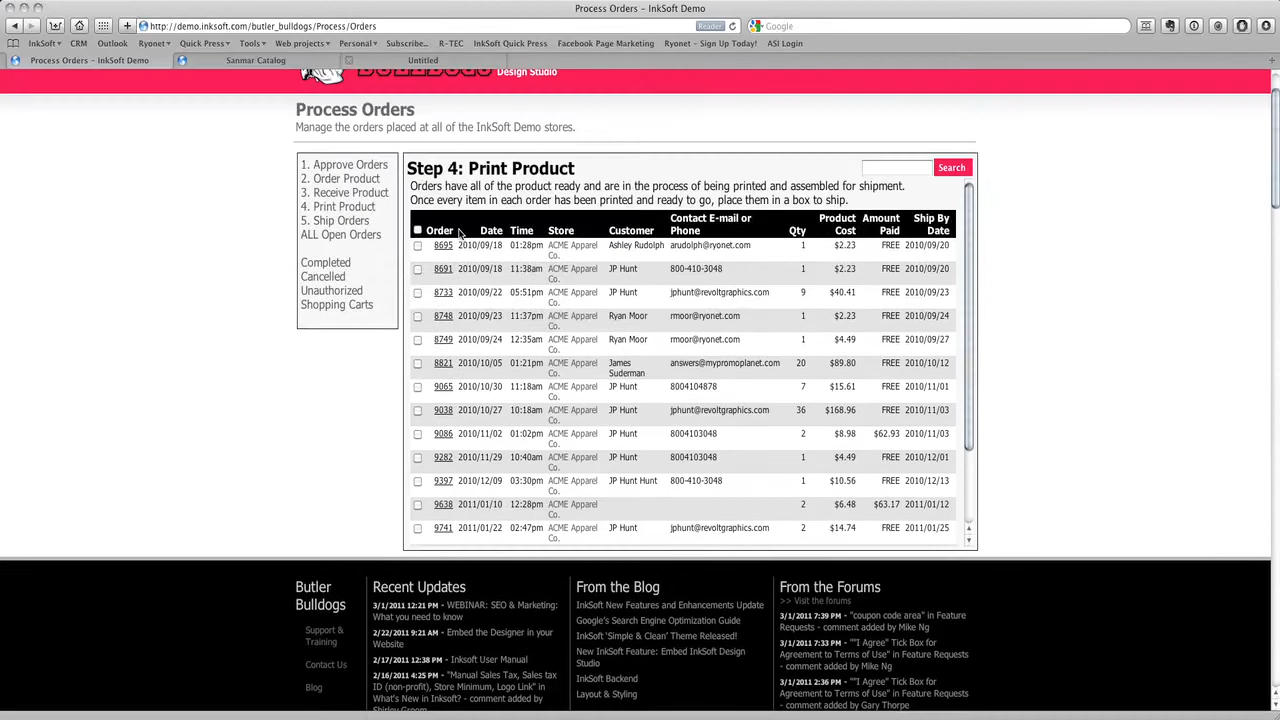 Process Orders - InkSoft Demo
http://demo.inksoft.com/butler_bulldogs/Process/Orders Reader Google
InkSoft CRM Outlook Ryonet Quick Press Tools Web projects Personal Subscribe... R-TEC InkSoft Quick Press Facebook Page Marketing Ryonet - Sign Up Today! ASI Login
Process Orders - InkSoft Demo Sanmar Catalog Untitled
BULLDOGS Design Studio
Process Orders
Manage the orders placed at all of the InkSoft Demo stores.
1. Approve Orders
2. Order Product
3. Receive Product
4. Print Product
5. Ship Orders
ALL Open Orders
Completed
Cancelled
Unauthorized
Shopping Carts
Step 4: Print Product Search
Orders have all of the product ready and are in the process of being printed and assembled for shipment.
Once every item in each order has been printed and ready to go, place them in a box to ship.
Order Date Time Store Customer Contact E-mail or Phone Qty Product Cost Amount Paid Ship By Date
8695 2010/09/18 01:28pm ACME Apparel Co. Ashley Rudolph arudolph@ryonet.com 1 $2.23 FREE 2010/09/20
8691 2010/09/18 11:38am ACME Apparel Co. JP Hunt 800-410-3048 1 $2.23 FREE 2010/09/20
8733 2010/09/22 05:51pm ACME Apparel Co. JP Hunt jphunt@revoltgraphics.com 9 $40.41 FREE 2010/09/23
8748 2010/09/23 11:37pm ACME Apparel Co. Ryan Moor rmoor@ryonet.com 1 $2.23 FREE 2010/09/24
8749 2010/09/24 12:35am ACME Apparel Co. Ryan Moor rmoor@ryonet.com 1 $4.49 FREE 2010/09/27
8821 2010/10/05 01:21pm ACME Apparel Co. James Suderman answers@mypromoplanet.com 20 $89.80 FREE 2010/10/12
9065 2010/10/30 11:18am ACME Apparel Co. JP Hunt 8004104878 7 $15.61 FREE 2010/11/01
9038 2010/10/27 10:18am ACME Apparel Co. JP Hunt jphunt@revoltgraphics.com 36 $168.96 FREE 2010/11/03
9086 2010/11/02 01:02pm ACME Apparel Co. JP Hunt 8004103048 2 $8.98 $62.93 2010/11/03
9282 2010/11/29 10:40am ACME Apparel Co. JP Hunt 8004103048 1 $4.49 FREE 2010/12/01
9397 2010/12/09 03:30pm ACME Apparel Co. JP Hunt Hunt 800-410-3048 1 $10.56 FREE 2010/12/13
9638 2011/01/10 12:28pm ACME Apparel Co. 2 $6.48 $63.17 2011/01/12
9741 2011/01/22 02:47pm ACME Apparel Co. JP Hunt jphunt@revoltgraphics.com 2 $14.74 FREE 2011/01/25
Butler
Bulldogs
Support &
Training
Contact Us
Blog
Recent Updates
3/1/2011 12:21 PM - WEBINAR: SEO & Marketing:
What you need to know
2/22/2011 9:21 AM - Embed the Designer in your
Website
2/17/2011 12:38 PM - Inksoft User Manual
2/16/2011 4:25 PM - "Manual Sales Tax, Sales tax
ID (non-profit), Store Minimum, Logo Link" in
What's New in Inksoft? - comment added by
Shirley Groom
From the Blog
InkSoft New Features and Enhancements Update
Google's Search Engine Optimization Guide
InkSoft 'Simple & Clean' Theme Released!
New InkSoft Feature: Embed InkSoft Design
Studio
InkSoft Backend
Layout & Styling
From the Forums
>> Visit the forums
3/1/2011 7:39 PM - "coupon code area" in Feature
Requests - comment added by Mike Ng
3/1/2011 7:33 PM - ""I Agree" Tick Box for
Agreement to Terms of Use" in Feature Requests
- comment added by Mike Ng
3/1/2011 2:36 PM - ""I Agree" Tick Box for
Agreement to Terms of Use" in Feature
Requests - comment added by Gary Thorpe